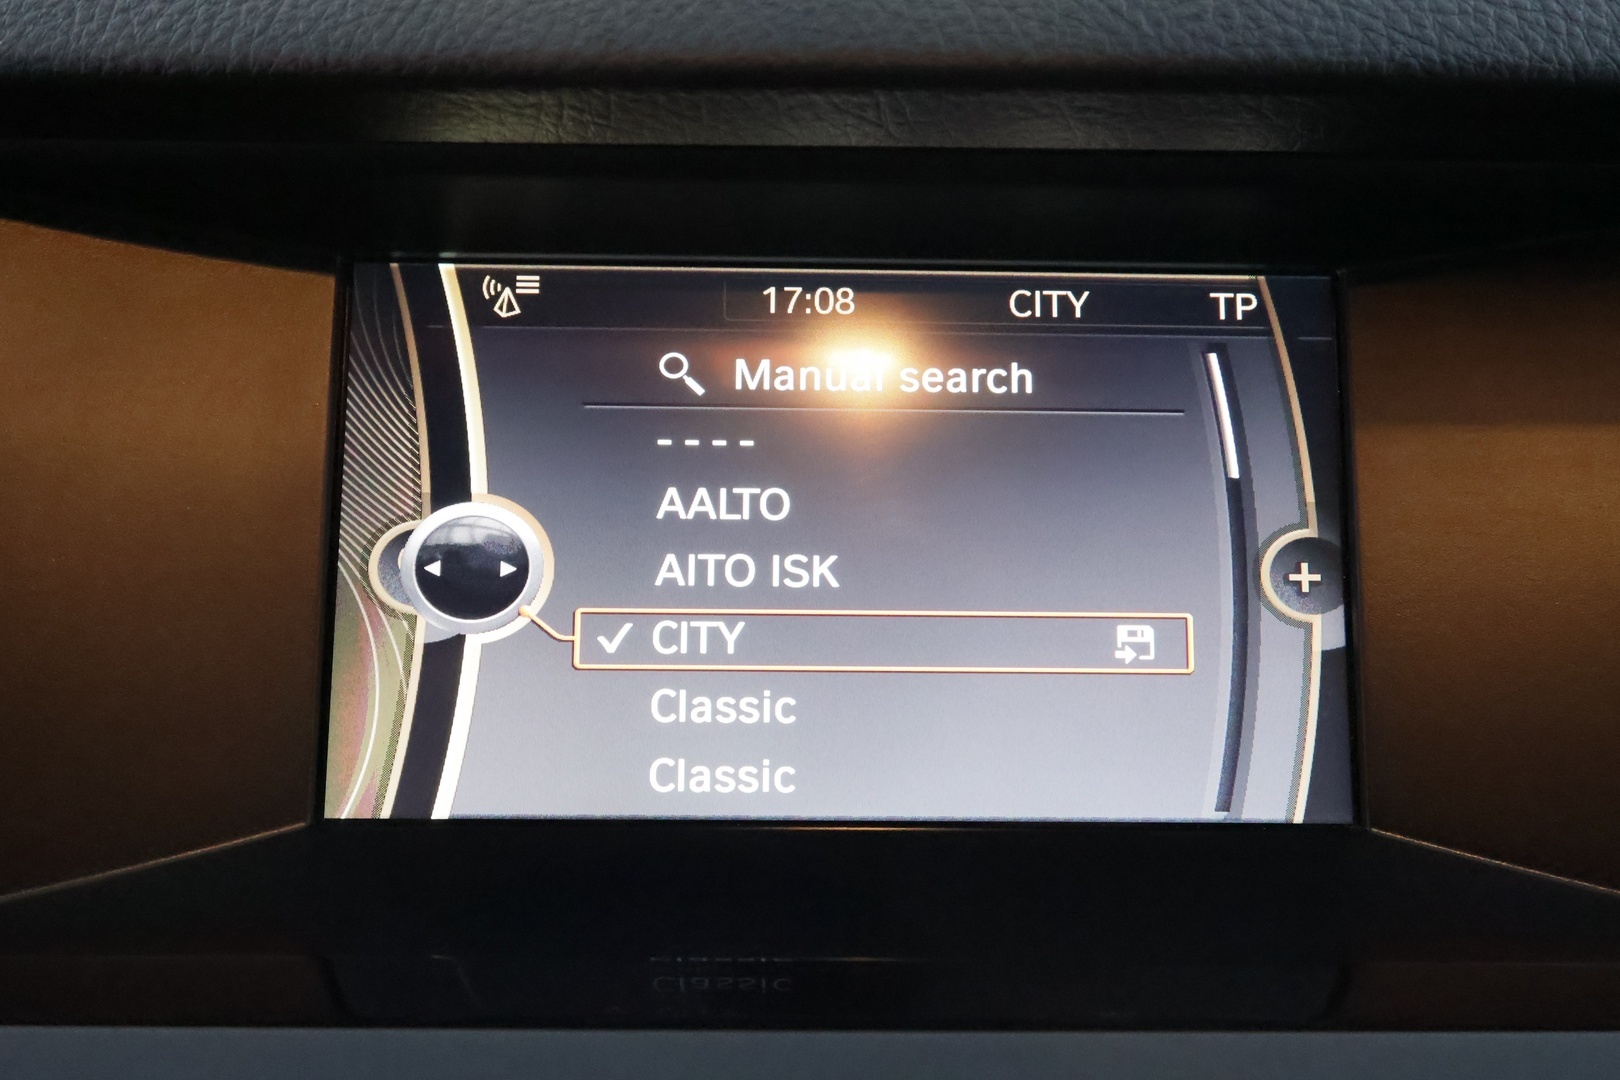 17:08 CITY TP
Manual search
----
AALTO
AITO ISK
CITY
Classic
Classic